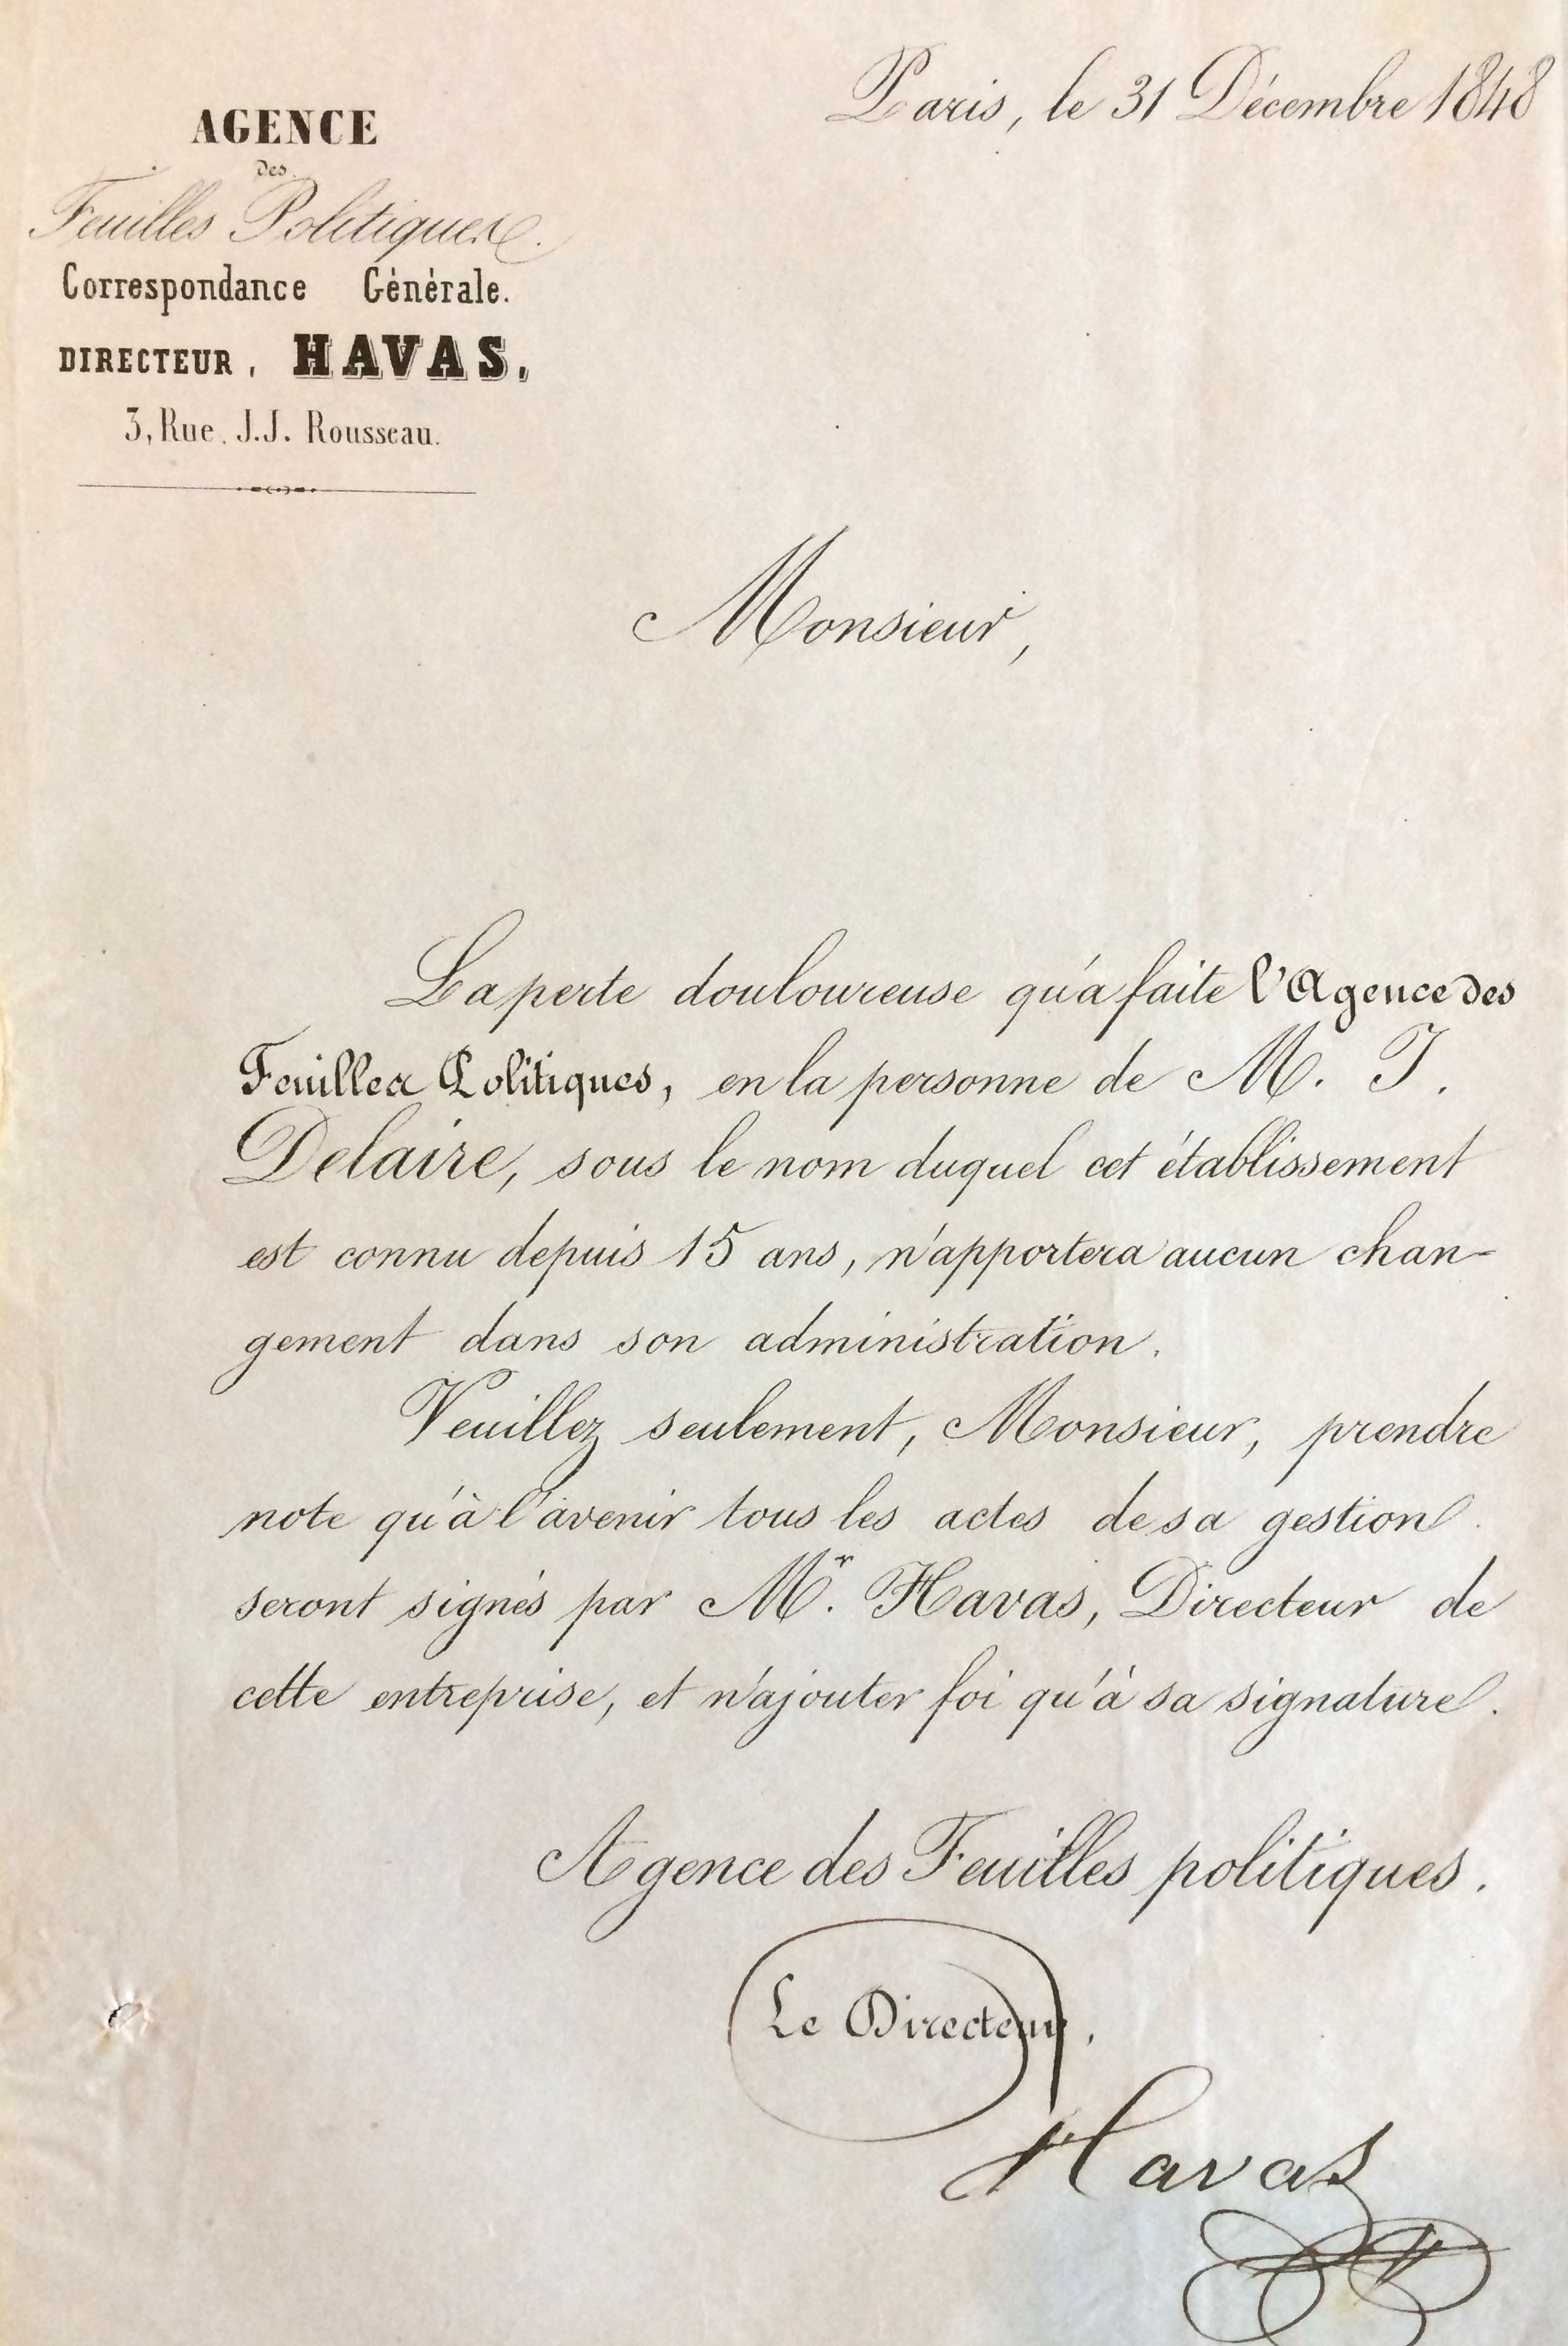 Paris, le 31 Décembre 1848
AGENCE
des
Feuilles Politiques.
Correspondance Générale.
DIRECTEUR, HAVAS,
3, Rue. J.J. Rousseau.
Monsieur,
La perte douloureuse qu'a faite l'Agence des
Feuilles Politiques, en la personne de M. J.
Delaire, sous le nom duquel cet établissement
est connu depuis 15 ans, n'apportera aucun chan-
gement dans son administration.
Veuillez seulement, Monsieur, prendre
note qu'à l'avenir tous les actes de sa gestion
seront signés par Mr. Havas, Directeur de
cette entreprise, et n'ajouter foi qu'à sa signature.
Agence des Feuilles politiques.
Le Directeur,
Havas